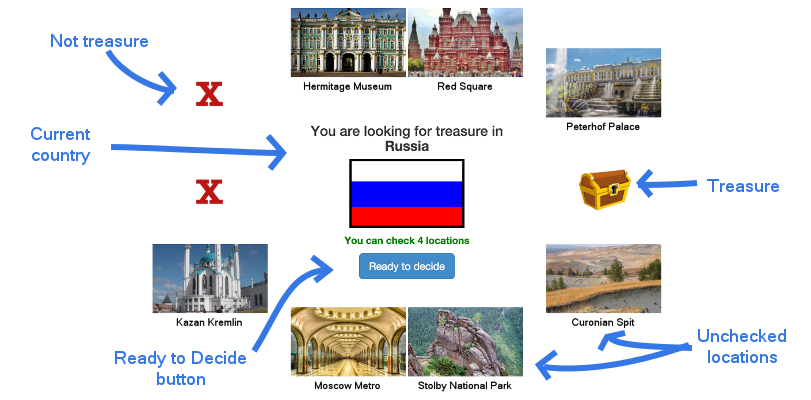 Not treasure
X
Hermitage Museum
Red Square
Peterhof Palace
Current
country
You are looking for treasure in
Russia
X
Treasure
You can check 4 locations
Ready to decide
Kazan Kremlin
Curonian Spit
Ready to Decide
button
Moscow Metro
Stolby National Park
Unchecked
locations